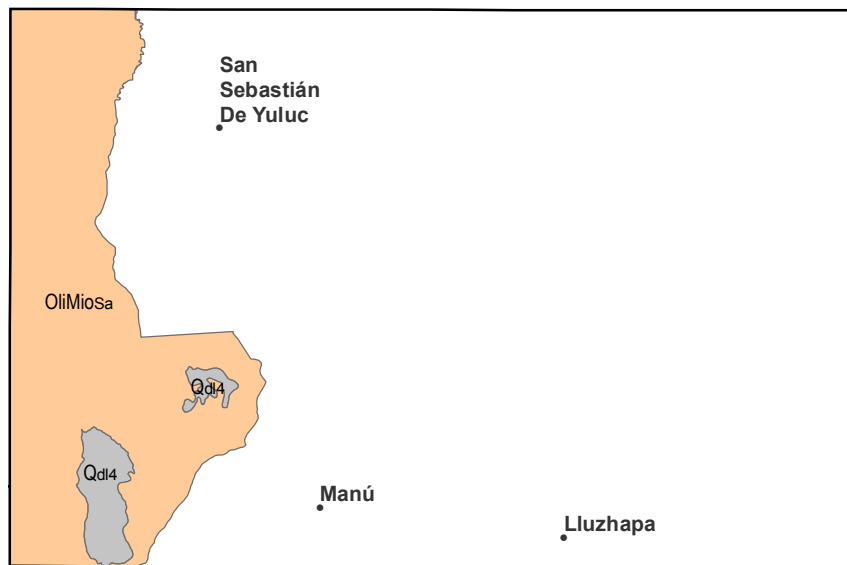 San
Sebastián
De Yuluc
OliMiosa
Qdl4
Qdl4
Manú
Lluzhapa